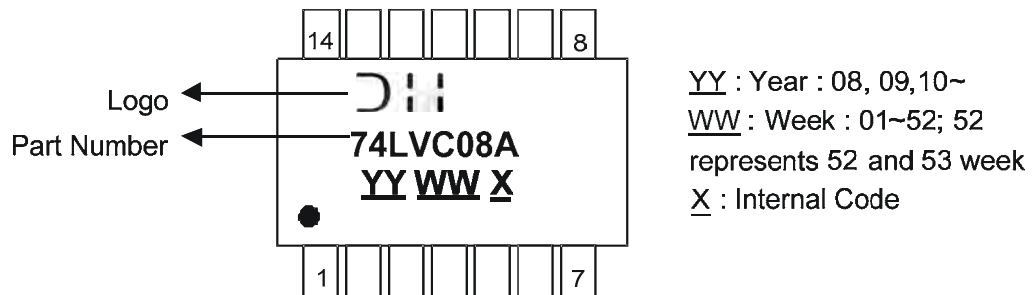 14 8
Logo
Part Number
74LVC08A
YY WW X
1 7
YY : Year : 08, 09,10~
WW : Week : 01~52; 52
represents 52 and 53 week
X : Internal Code